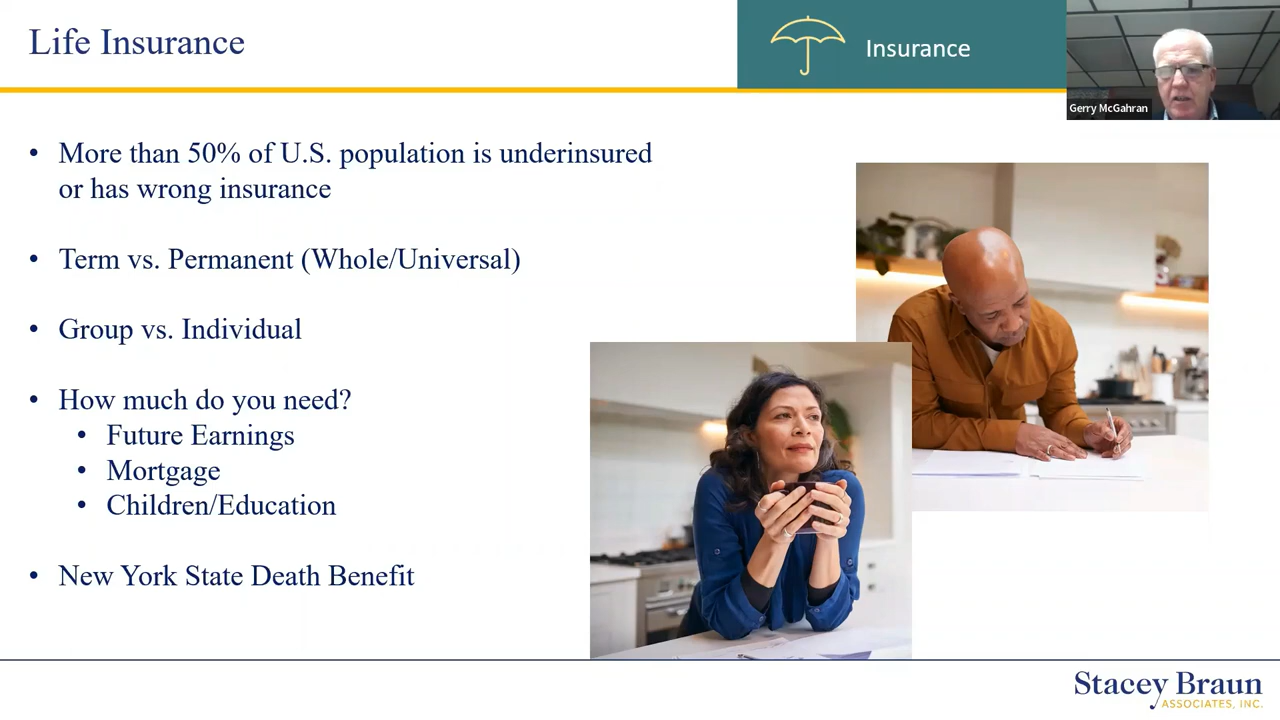 Life Insurance
Insurance
Gerry McGahran
• More than 50% of U.S. population is underinsured
or has wrong insurance
• Term vs. Permanent (Whole/Universal)
• Group vs. Individual
• How much do you need?
• Future Earnings
• Mortgage
• Children/Education
• New York State Death Benefit
Stacey Braun
ASSOCIATES, INC.